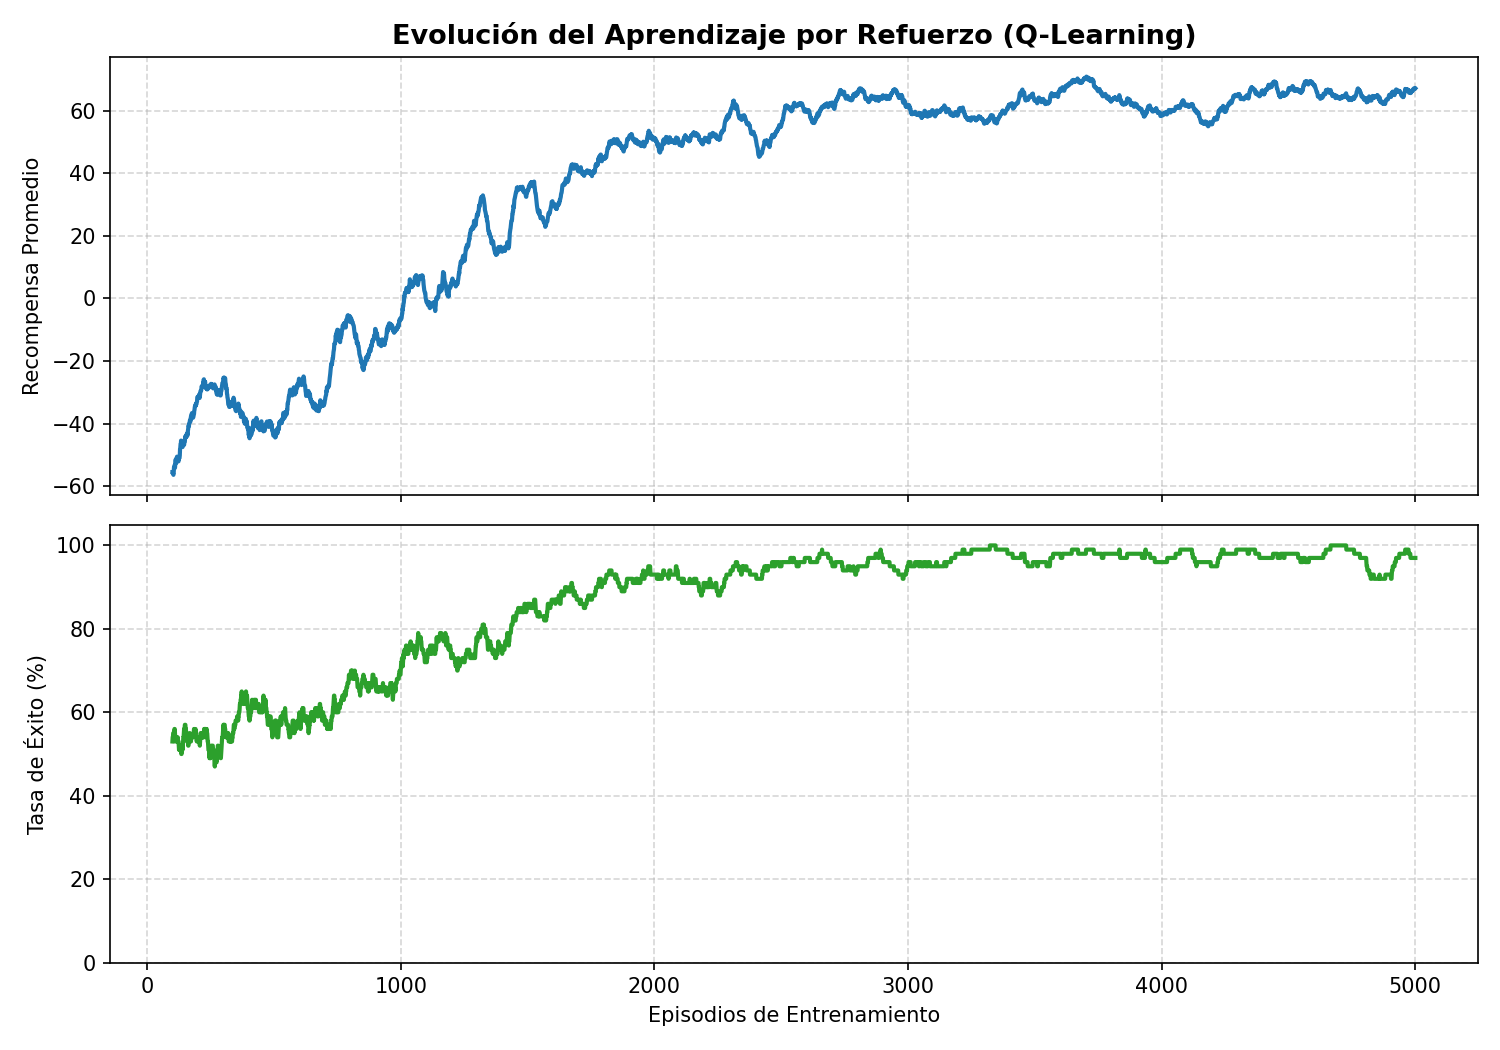 Evolución del Aprendizaje por Refuerzo (Q-Learning)
Recompensa Promedio
60
40
20
0
−20
−40
−60
Tasa de Éxito (%)
100
80
60
40
20
0
0 1000 2000 3000 4000 5000
Episodios de Entrenamiento